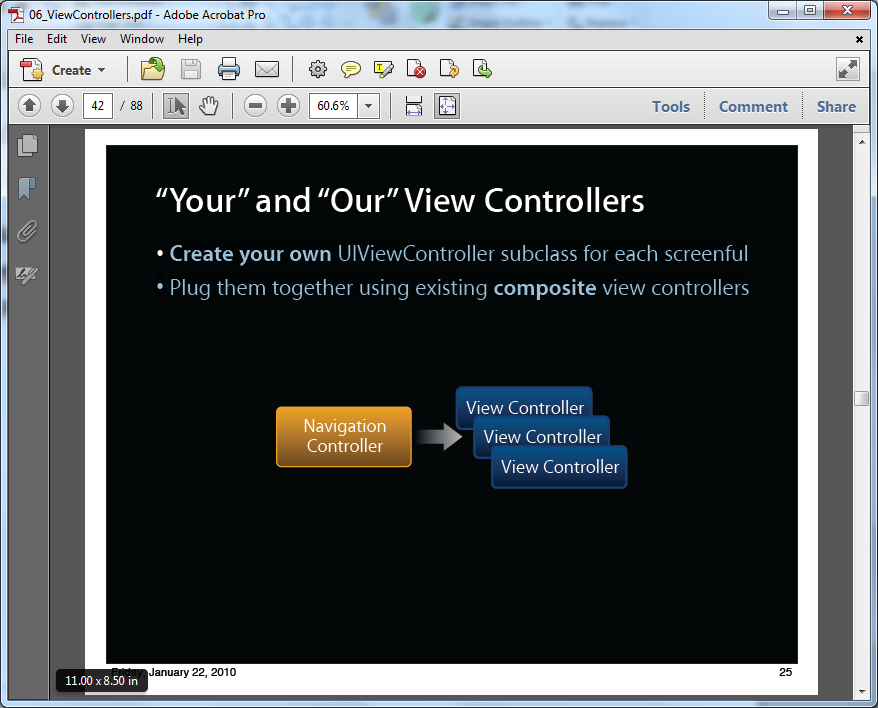 06_ViewControllers.pdf - Adobe Acrobat Pro
File Edit View Window Help
Create
42 / 88 60.6% Tools Comment Share
“Your” and “Our” View Controllers
• Create your own UIViewController subclass for each screenful
• Plug them together using existing composite view controllers
Navigation
Controller
View Controller
View Controller
View Controller
Friday, January 22, 2010 25
11.00 x 8.50 in